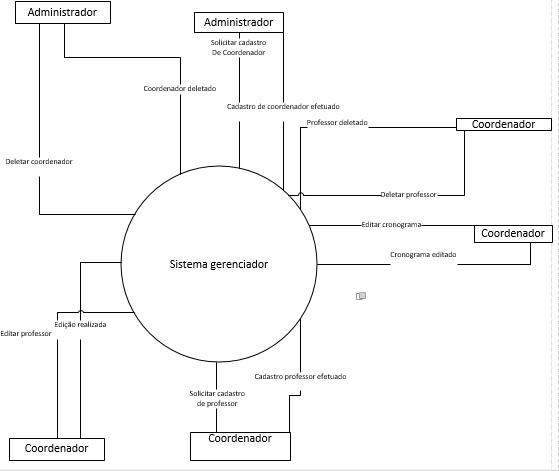 Administrador
Administrador
Solicitar cadastro
De Coordenador
Coordenador deletado
Cadastro de coordenador efetuado
Professor deletado
Coordenador
Deletar coordenador
Deletar professor
Editar cronograma
Coordenador
Cronograma editado
Sistema gerenciador
Edição realizada
Editar professor
Cadastro professor efetuado
Solicitar cadastro
de professor
Coordenador
Coordenador